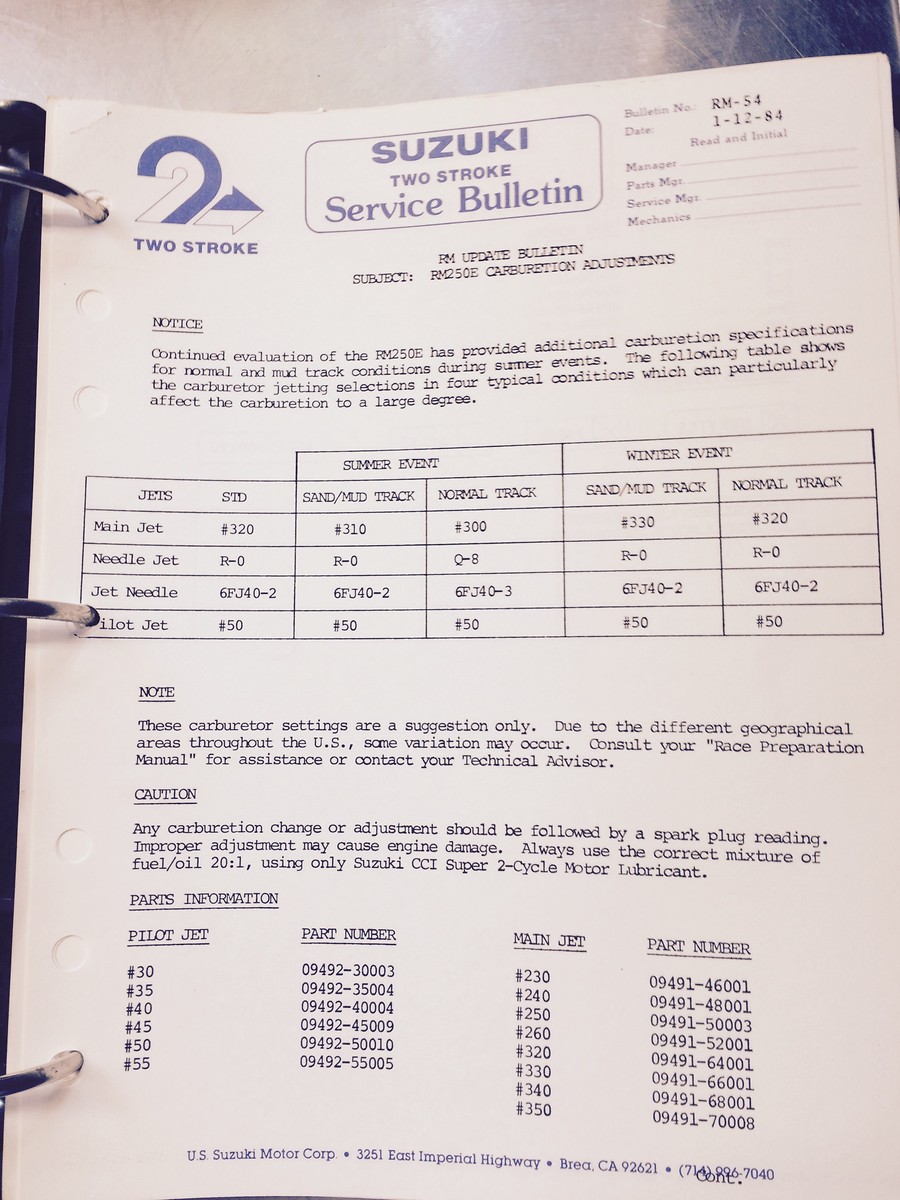 Bulletin No.: RM-54
Date: 1-12-84
Read and Initial
Manager
Parts Mgr.
Service Mgr.
Mechanics
2
TWO STROKE
SUZUKI
TWO STROKE
Service Bulletin
RM UPDATE BULLETIN
SUBJECT: RM250E CARBURETION ADJUSTMENTS
NOTICE
Continued evaluation of the RM250E has provided additional carburetion specifications
for normal and mud track conditions during summer events. The following table shows
the carburetor jetting selections in four typical conditions which can particularly
affect the carburetion to a large degree.
SUMMER EVENT WINTER EVENT
JETS STD SAND/MUD TRACK NORMAL TRACK SAND/MUD TRACK NORMAL TRACK
Main Jet #320 #310 #300 #330 #320
Needle Jet R-0 R-0 Q-8 R-0 R-0
Jet Needle 6FJ40-2 6FJ40-2 6FJ40-3 6FJ40-2 6FJ40-2
ilot Jet #50 #50 #50 #50 #50
NOTE
These carburetor settings are a suggestion only. Due to the different geographical
areas throughout the U.S., some variation may occur. Consult your "Race Preparation
Manual" for assistance or contact your Technical Advisor.
CAUTION
Any carburetion change or adjustment should be followed by a spark plug reading.
Improper adjustment may cause engine damage. Always use the correct mixture of
fuel/oil 20:1, using only Suzuki CCI Super 2-Cycle Motor Lubricant.
PARTS INFORMATION
PILOT JET PART NUMBER MAIN JET PART NUMBER
#30 09492-30003 #230 09491-46001
#35 09492-35004 #240 09491-48001
#40 09492-40004 #250 09491-50003
#45 09492-45009 #260 09491-52001
#50 09492-50010 #320 09491-64001
#55 09492-55005 #330 09491-66001
#340 09491-68001
#350 09491-70008
U.S. Suzuki Motor Corp. • 3251 East Imperial Highway • Brea, CA 92621 • (714) 996-7040
Cont.